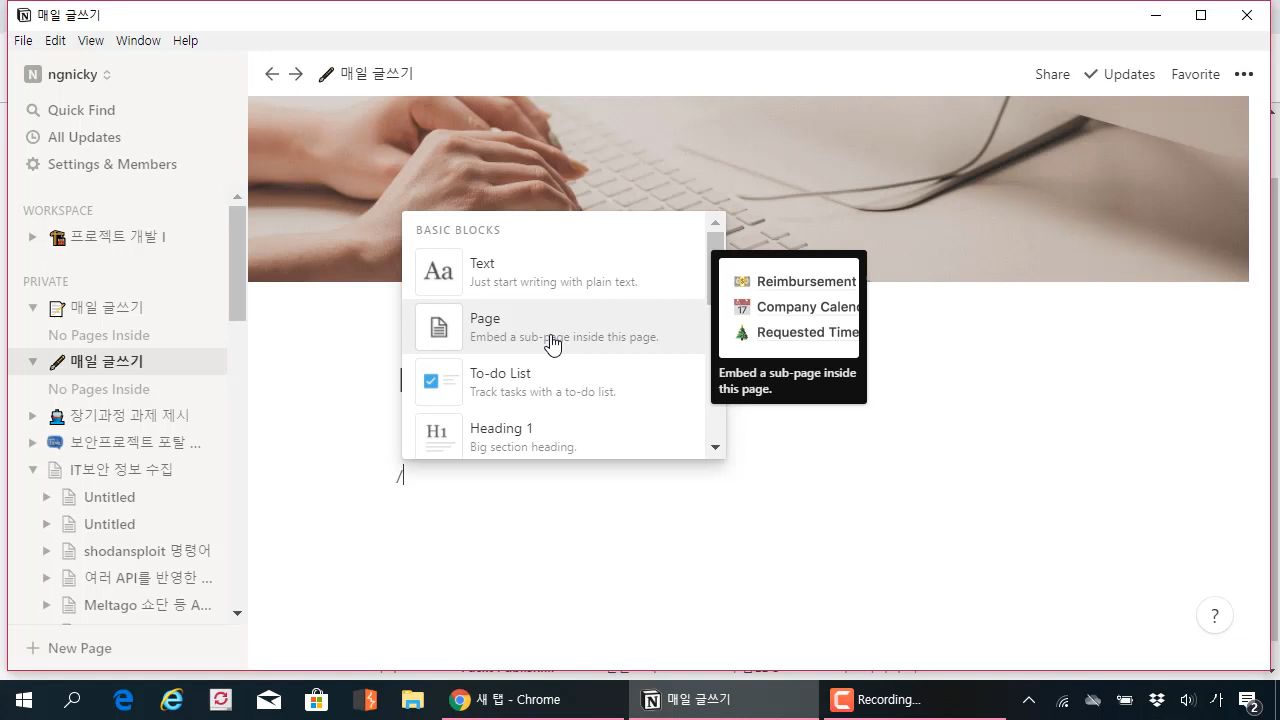 매일 글쓰기
File Edit View Window Help
N ngnicky
매일 글쓰기
Share Updates Favorite
Quick Find
All Updates
Settings & Members
WORKSPACE
프로젝트 개발 I
PRIVATE
매일 글쓰기
No Pages Inside
매일 글쓰기
No Pages Inside
장기과정 과제 제시
보안프로젝트 포탈 ...
IT보안 정보 수집
Untitled
Untitled
shodansploit 명령어
여러 API를 반영한 ...
Meltago 쇼단 등 A...
New Page
BASIC BLOCKS
Aa Text
Just start writing with plain text.
Page
Embed a sub-page inside this page.
To-do List
Track tasks with a to-do list.
H1 Heading 1
Big section heading.
Reimbursement
Company Calen
Requested Time
Embed a sub-page inside
this page.
/
?
새 탭 - Chrome
매일 글쓰기
Recording...
가
2